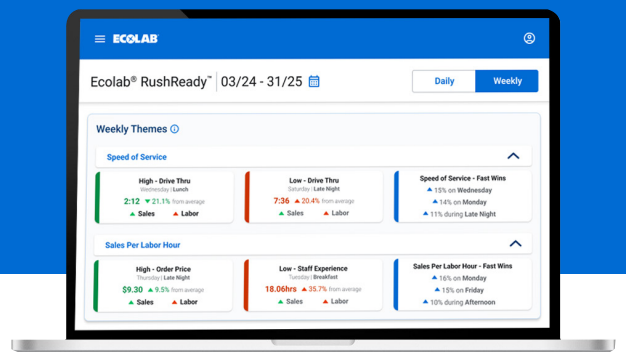 ECOLAB
Ecolab® RushReady™ 03/24 - 31/25
Daily
Weekly
Weekly Themes
Speed of Service
High - Drive Thru
Wednesday | Lunch
2:12 ▼ 21.1% from average
▲ Sales ▲ Labor
Low - Drive Thru
Saturday | Late Night
7:36 ▲ 20.4% from average
▲ Sales ▲ Labor
Speed of Service - Fast Wins
▲ 15% on Wednesday
▲ 14% on Monday
▲ 11% during Late Night
Sales Per Labor Hour
High - Order Price
Thursday | Late Night
$9.30 ▲ 9.5% from average
▲ Sales ▲ Labor
Low - Staff Experience
Tuesday | Breakfast
18.06hrs ▲ 35.7% from average
▲ Sales ▲ Labor
Sales Per Labor Hour - Fast Wins
▲ 16% on Monday
▲ 15% on Friday
▲ 10% during Afternoon